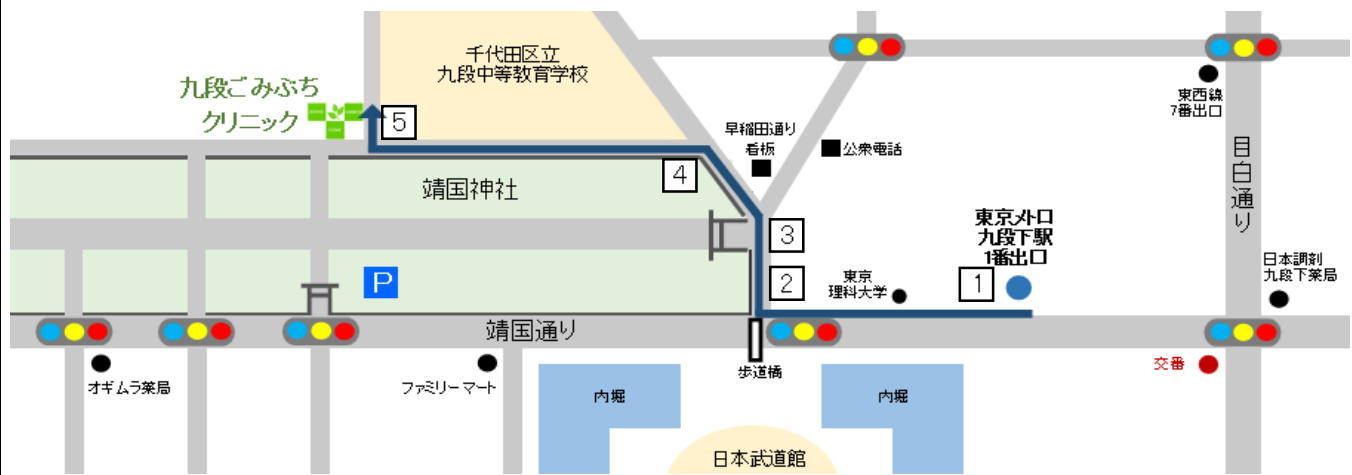 千代田区立
九段中等教育学校
九段ごみぶち
クリニック
5
東西線
7番出口
早稲田通り
看板
公衆電話
目白通り
4
靖国神社
東京メトロ
九段下駅
1番出口
3
日本調剤
九段下薬局
P
2
東京
理科大学
1
靖国通り
交番
歩道橋
オギムラ薬局
ファミリーマート
内堀
内堀
日本武道館